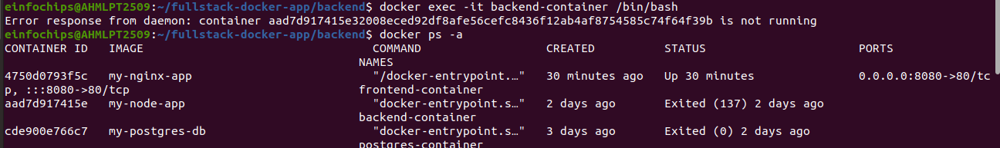 einfochips@AHMLPT2509:~/fullstack-docker-app/backend$ docker exec -it backend-container /bin/bash
Error response from daemon: container aad7d917415e32008eced92df8afe56cefc8436f12ab4af8754585c74f64f39b is not running
einfochips@AHMLPT2509:~/fullstack-docker-app/backend$ docker ps -a
CONTAINER ID   IMAGE                            COMMAND                  CREATED          STATUS                     PORTS
NAMES
4750d0793f5c   my-nginx-app                     "/docker-entrypoint.…"   30 minutes ago   Up 30 minutes              0.0.0.0:8080->80/tc
p, :::8080->80/tcp                              frontend-container
aad7d917415e   my-node-app                      "docker-entrypoint.s…"   2 days ago       Exited (137) 2 days ago
backend-container
cde900e766c7   my-postgres-db                   "docker-entrypoint.s…"   3 days ago       Exited (0) 2 days ago
postgres-container